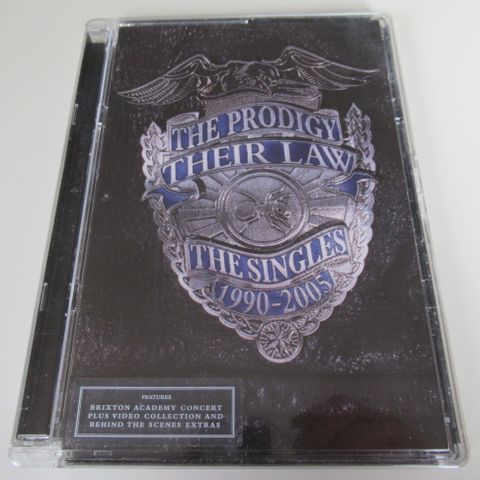 THE PRODIGY
THEIR LAW
THE SINGLES
1990-2005
FEATURES
BRIXTON ACADEMY CONCERT
PLUS VIDEO COLLECTION AND
BEHIND THE SCENES EXTRAS